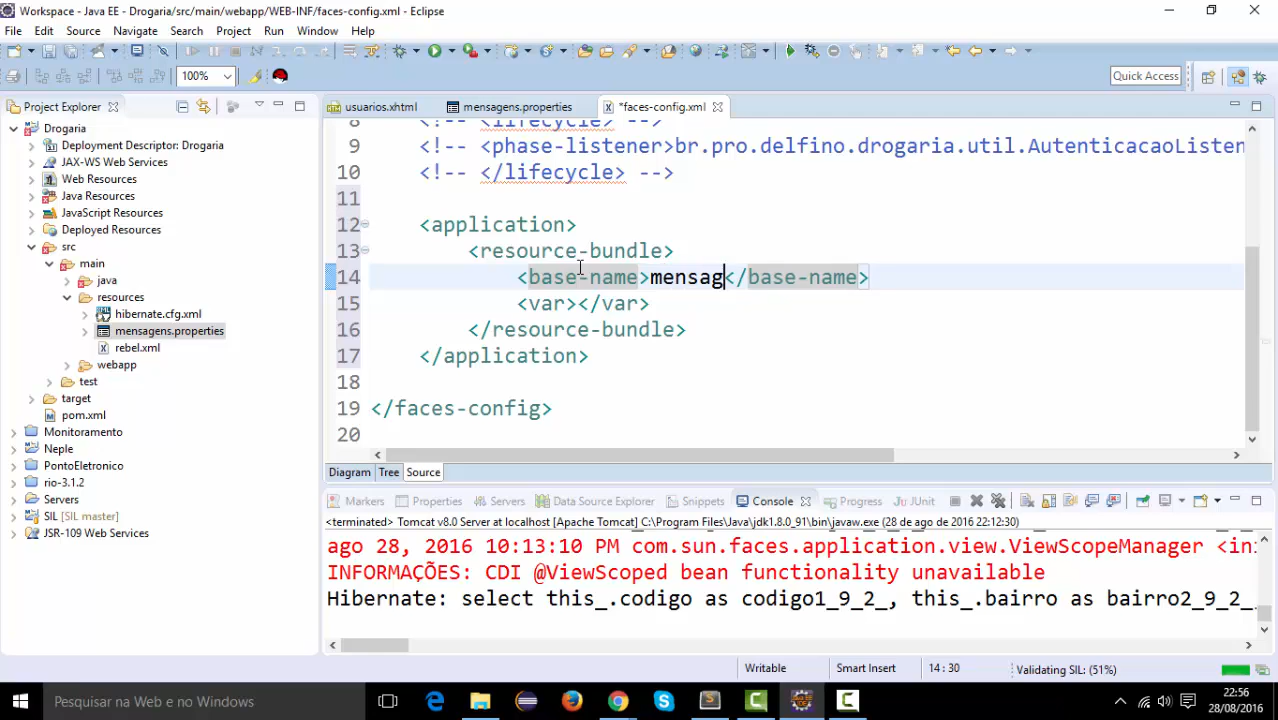 Workspace - Java EE - Drogaria/src/main/webapp/WEB-INF/faces-config.xml - Eclipse
File Edit Source Navigate Search Project Run Window Help
100% Quick Access
Project Explorer
usuarios.xhtml mensagens.properties *faces-config.xml
Drogaria
Deployment Descriptor: Drogaria
JAX-WS Web Services
Web Resources
Java Resources
JavaScript Resources
Deployed Resources
src
main
java
resources
hibernate.cfg.xml
mensagens.properties
rebel.xml
webapp
test
target
pom.xml
Monitoramento
Neple
PontoEletronico
rio-3.1.2
Servers
SIL [SIL master]
JSR-109 Web Services
8 <!-- <lifecycle> -->
9 <!-- <phase-listener>br.pro.delfino.drogaria.util.AutenticacaoListen
10 <!-- </lifecycle> -->
11
12 <application>
13 <resource-bundle>
14 <base-name>mensag</base-name>
15 <var></var>
16 </resource-bundle>
17 </application>
18
19 </faces-config>
20
Diagram Tree Source
Markers Properties Servers Data Source Explorer Snippets Console Progress JUnit
<terminated> Tomcat v8.0 Server at localhost [Apache Tomcat] C:\Program Files\Java\jdk1.8.0_91\bin\javaw.exe (28 de ago de 2016 22:12:30)
ago 28, 2016 10:13:10 PM com.sun.faces.application.view.ViewScopeManager <in
INFORMAÇÕES: CDI @ViewScoped bean functionality unavailable
Hibernate: select this_.codigo as codigo1_9_2_, this_.bairro as bairro2_9_2_
Writable Smart Insert 14 : 30 Validating SIL: (51%)
Pesquisar na Web e no Windows
22:56
28/08/2016